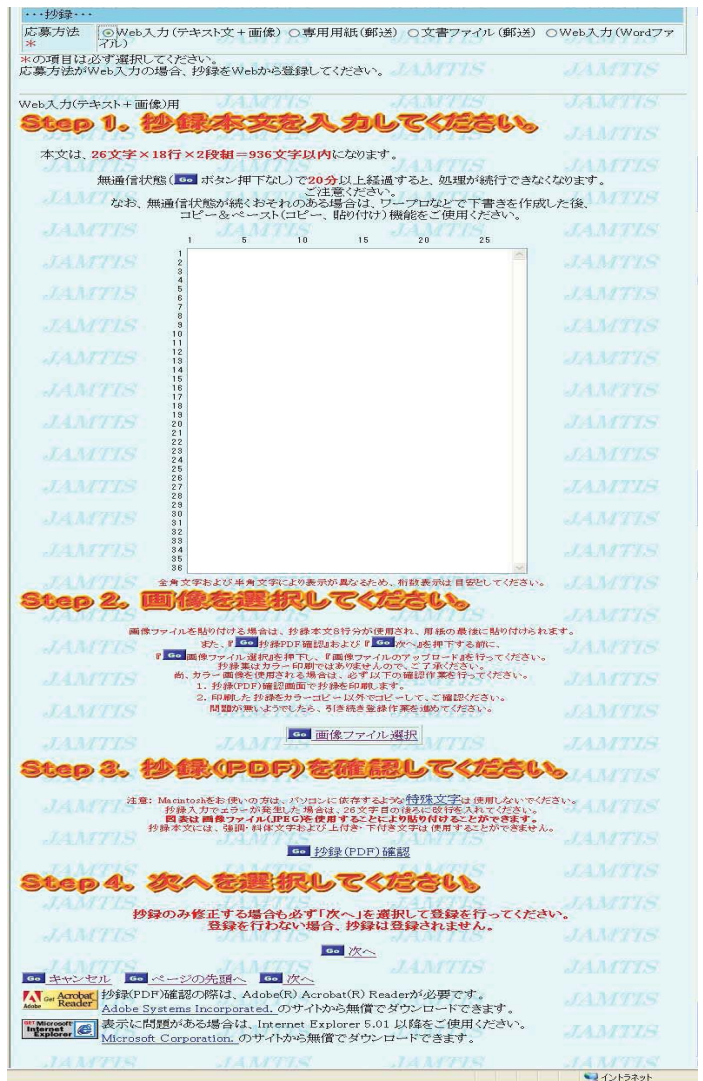 ・・・抄録・・・
応募方法 ◉Web入力(テキスト文+画像) ○専用用紙(郵送) ○文書ファイル(郵送) ○Web入力(Wordファ
* イル)
*の項目は必ず選択してください。
応募方法がWeb入力の場合、抄録をWebから登録してください。
Web入力(テキスト+画像)用
Step 1. 抄録本文を入力してください。
本文は、26文字×18行×2段組=936文字以内になります。
無通信状態(Go ボタン押下なし)で20分以上経過すると、処理が続行できなくなります。
ご注意ください。
なお、無通信状態が続くおそれのある場合は、ワープロなどで下書きを作成した後、
コピー&ペースト(コピー、貼り付け)機能をご使用ください。
1 5 10 15 20 25
1
2
3
4
5
6
7
8
9
10
11
12
13
14
15
16
17
18
19
20
21
22
23
24
25
26
27
28
29
30
31
32
33
34
35
36
全角文字および半角文字により表示が異なるため、桁数表示は目安としてください。
Step 2. 画像を選択してください。
画像ファイルを貼り付ける場合は、抄録本文8行分が使用され、用紙の最後に貼り付けられます。
また、『Go 抄録PDF確認』および『Go 次へ』を押下する前に、
『Go 画像ファイル選択』を押下し、『画像ファイルのアップロード』を行ってください。
抄録集はカラー印刷ではありませんので、ご了承ください。
尚、カラー画像を使用される場合は、必ず以下の確認作業を行ってください。
1. 抄録(PDF)確認画面で抄録を印刷します。
2. 印刷した抄録をカラーコピー以外でコピーして、ご確認ください。
問題が無いようでしたら、引き続き登録作業を進めてください。
Go 画像ファイル選択
Step 3. 抄録(PDF)を確認してください。
注意: Macintoshをお使いの方は、パソコンに依存するような特殊文字は使用しないでください。
抄録入力でエラーが発生した場合は、26文字目の後ろに改行を入れてください。
図表は画像ファイル(JPEG)を使用することにより貼り付けることができます。
抄録本文には、強調・斜体文字および上付き・下付き文字は使用することができません。
Go 抄録(PDF)確認
Step 4. 次へを選択してください。
抄録のみ修正する場合も必ず「次へ」を選択して登録を行ってください。
登録を行わない場合、抄録は登録されません。
Go 次へ
Go キャンセル Go ページの先頭へ Go 次へ
Adobe Get Acrobat Reader 抄録(PDF)確認の際は、Adobe(R) Acrobat(R) Readerが必要です。
Adobe Systems Incorporated. のサイトから無償でダウンロードできます。
GET Microsoft Internet Explorer 表示に問題がある場合は、Internet Explorer 5.01 以降をご使用ください。
Microsoft Corporation. のサイトから無償でダウンロードできます。
JAMTIS
イントラネット